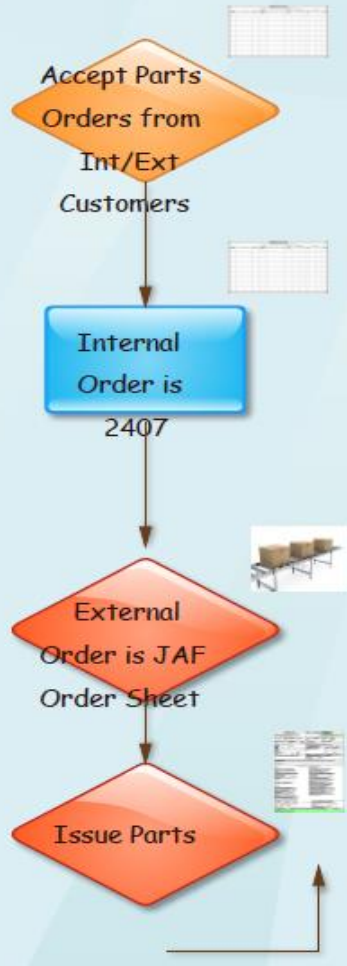 Accept Parts
Orders from
Int/Ext
Customers
Internal
Order is
2407
External
Order is JAF
Order Sheet
Issue Parts